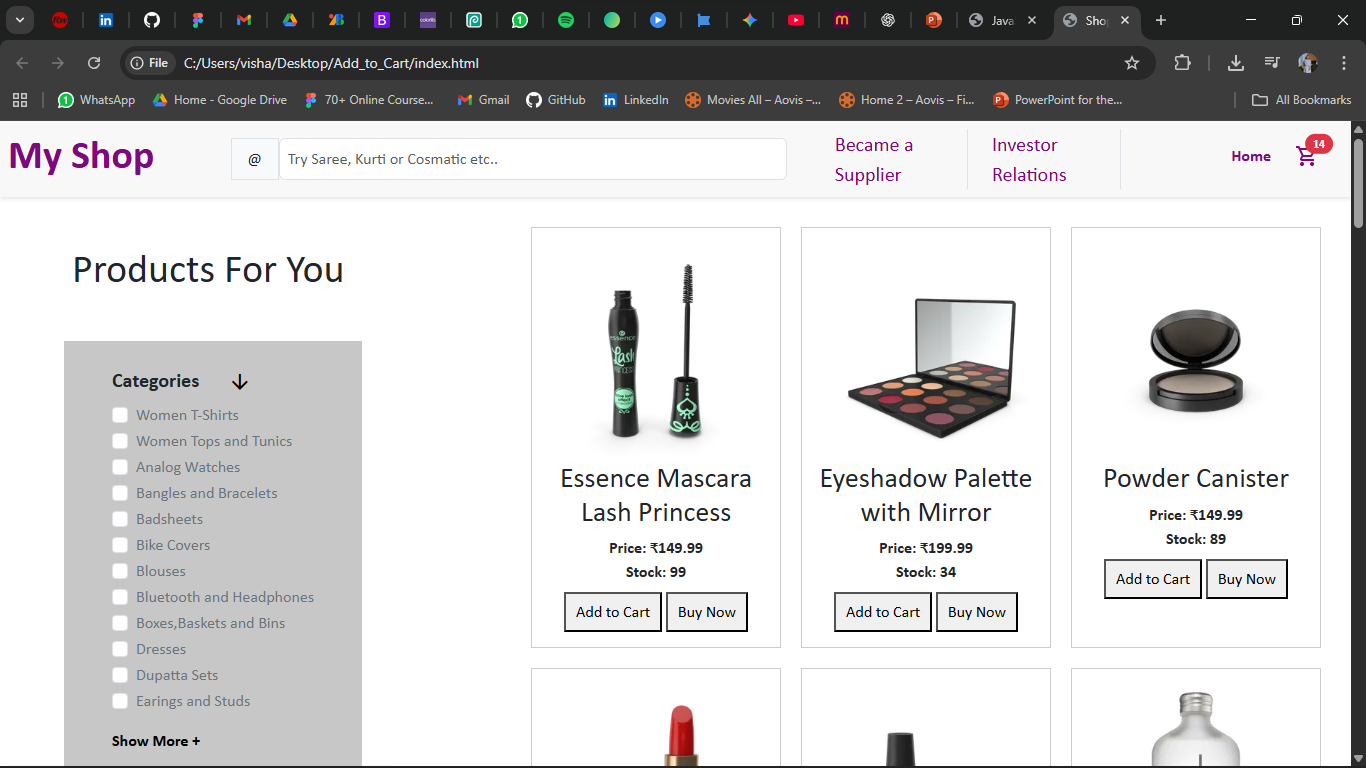 Java
Sho
File
C:/Users/visha/Desktop/Add_to_Cart/index.html
WhatsApp
Home - Google Drive
70+ Online Course...
Gmail
GitHub
LinkedIn
Movies All – Aovis –...
Home 2 – Aovis – Fi...
PowerPoint for the...
All Bookmarks
My Shop
@
Try Saree, Kurti or Cosmatic etc..
Became a
Supplier
Investor
Relations
Home
14
Products For You
Categories
Women T-Shirts
Women Tops and Tunics
Analog Watches
Bangles and Bracelets
Badsheets
Bike Covers
Blouses
Bluetooth and Headphones
Boxes,Baskets and Bins
Dresses
Dupatta Sets
Earings and Studs
Show More +
essence
Lash
PRINCESS
Essence Mascara
Lash Princess
Price: ₹149.99
Stock: 99
Add to Cart
Buy Now
Eyeshadow Palette
with Mirror
Price: ₹199.99
Stock: 34
Add to Cart
Buy Now
Powder Canister
Price: ₹149.99
Stock: 89
Add to Cart
Buy Now